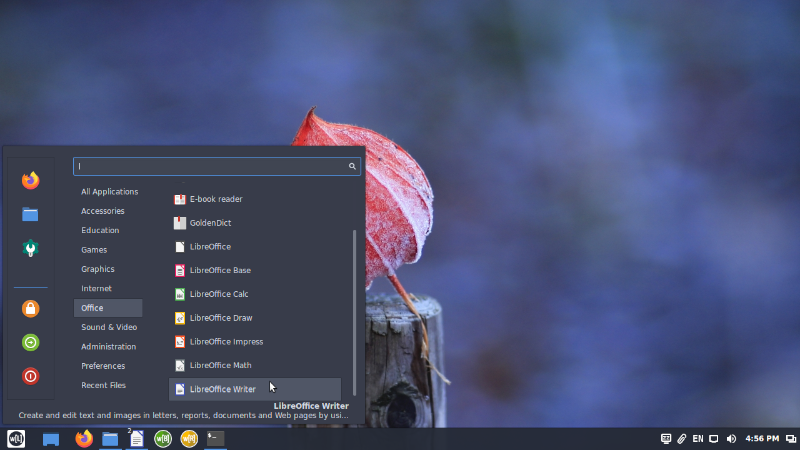 All Applications
Accessories
Education
Games
Graphics
Internet
Office
Sound & Video
Administration
Preferences
Recent Files
E-book reader
GoldenDict
LibreOffice
LibreOffice Base
LibreOffice Calc
LibreOffice Draw
LibreOffice Impress
LibreOffice Math
LibreOffice Writer
LibreOffice Writer
Create and edit text and images in letters, reports, documents and Web pages by usi...
w[L]
2
w[B]
w[B]
$_
EN
4:56 PM